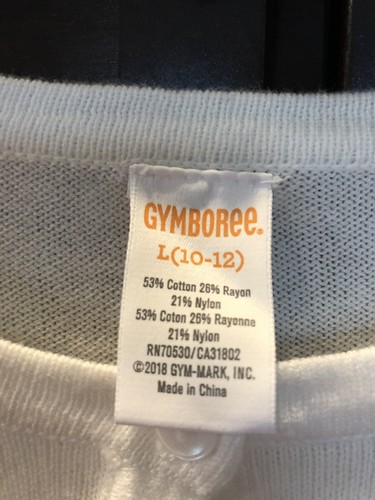 GYMBOREE.
L(10-12)
53% Cotton 26% Rayon
21% Nylon
53% Coton 26% Rayonne
21% Nylon
RN70530/CA31802
©2018 GYM-MARK, INC.
Made in China